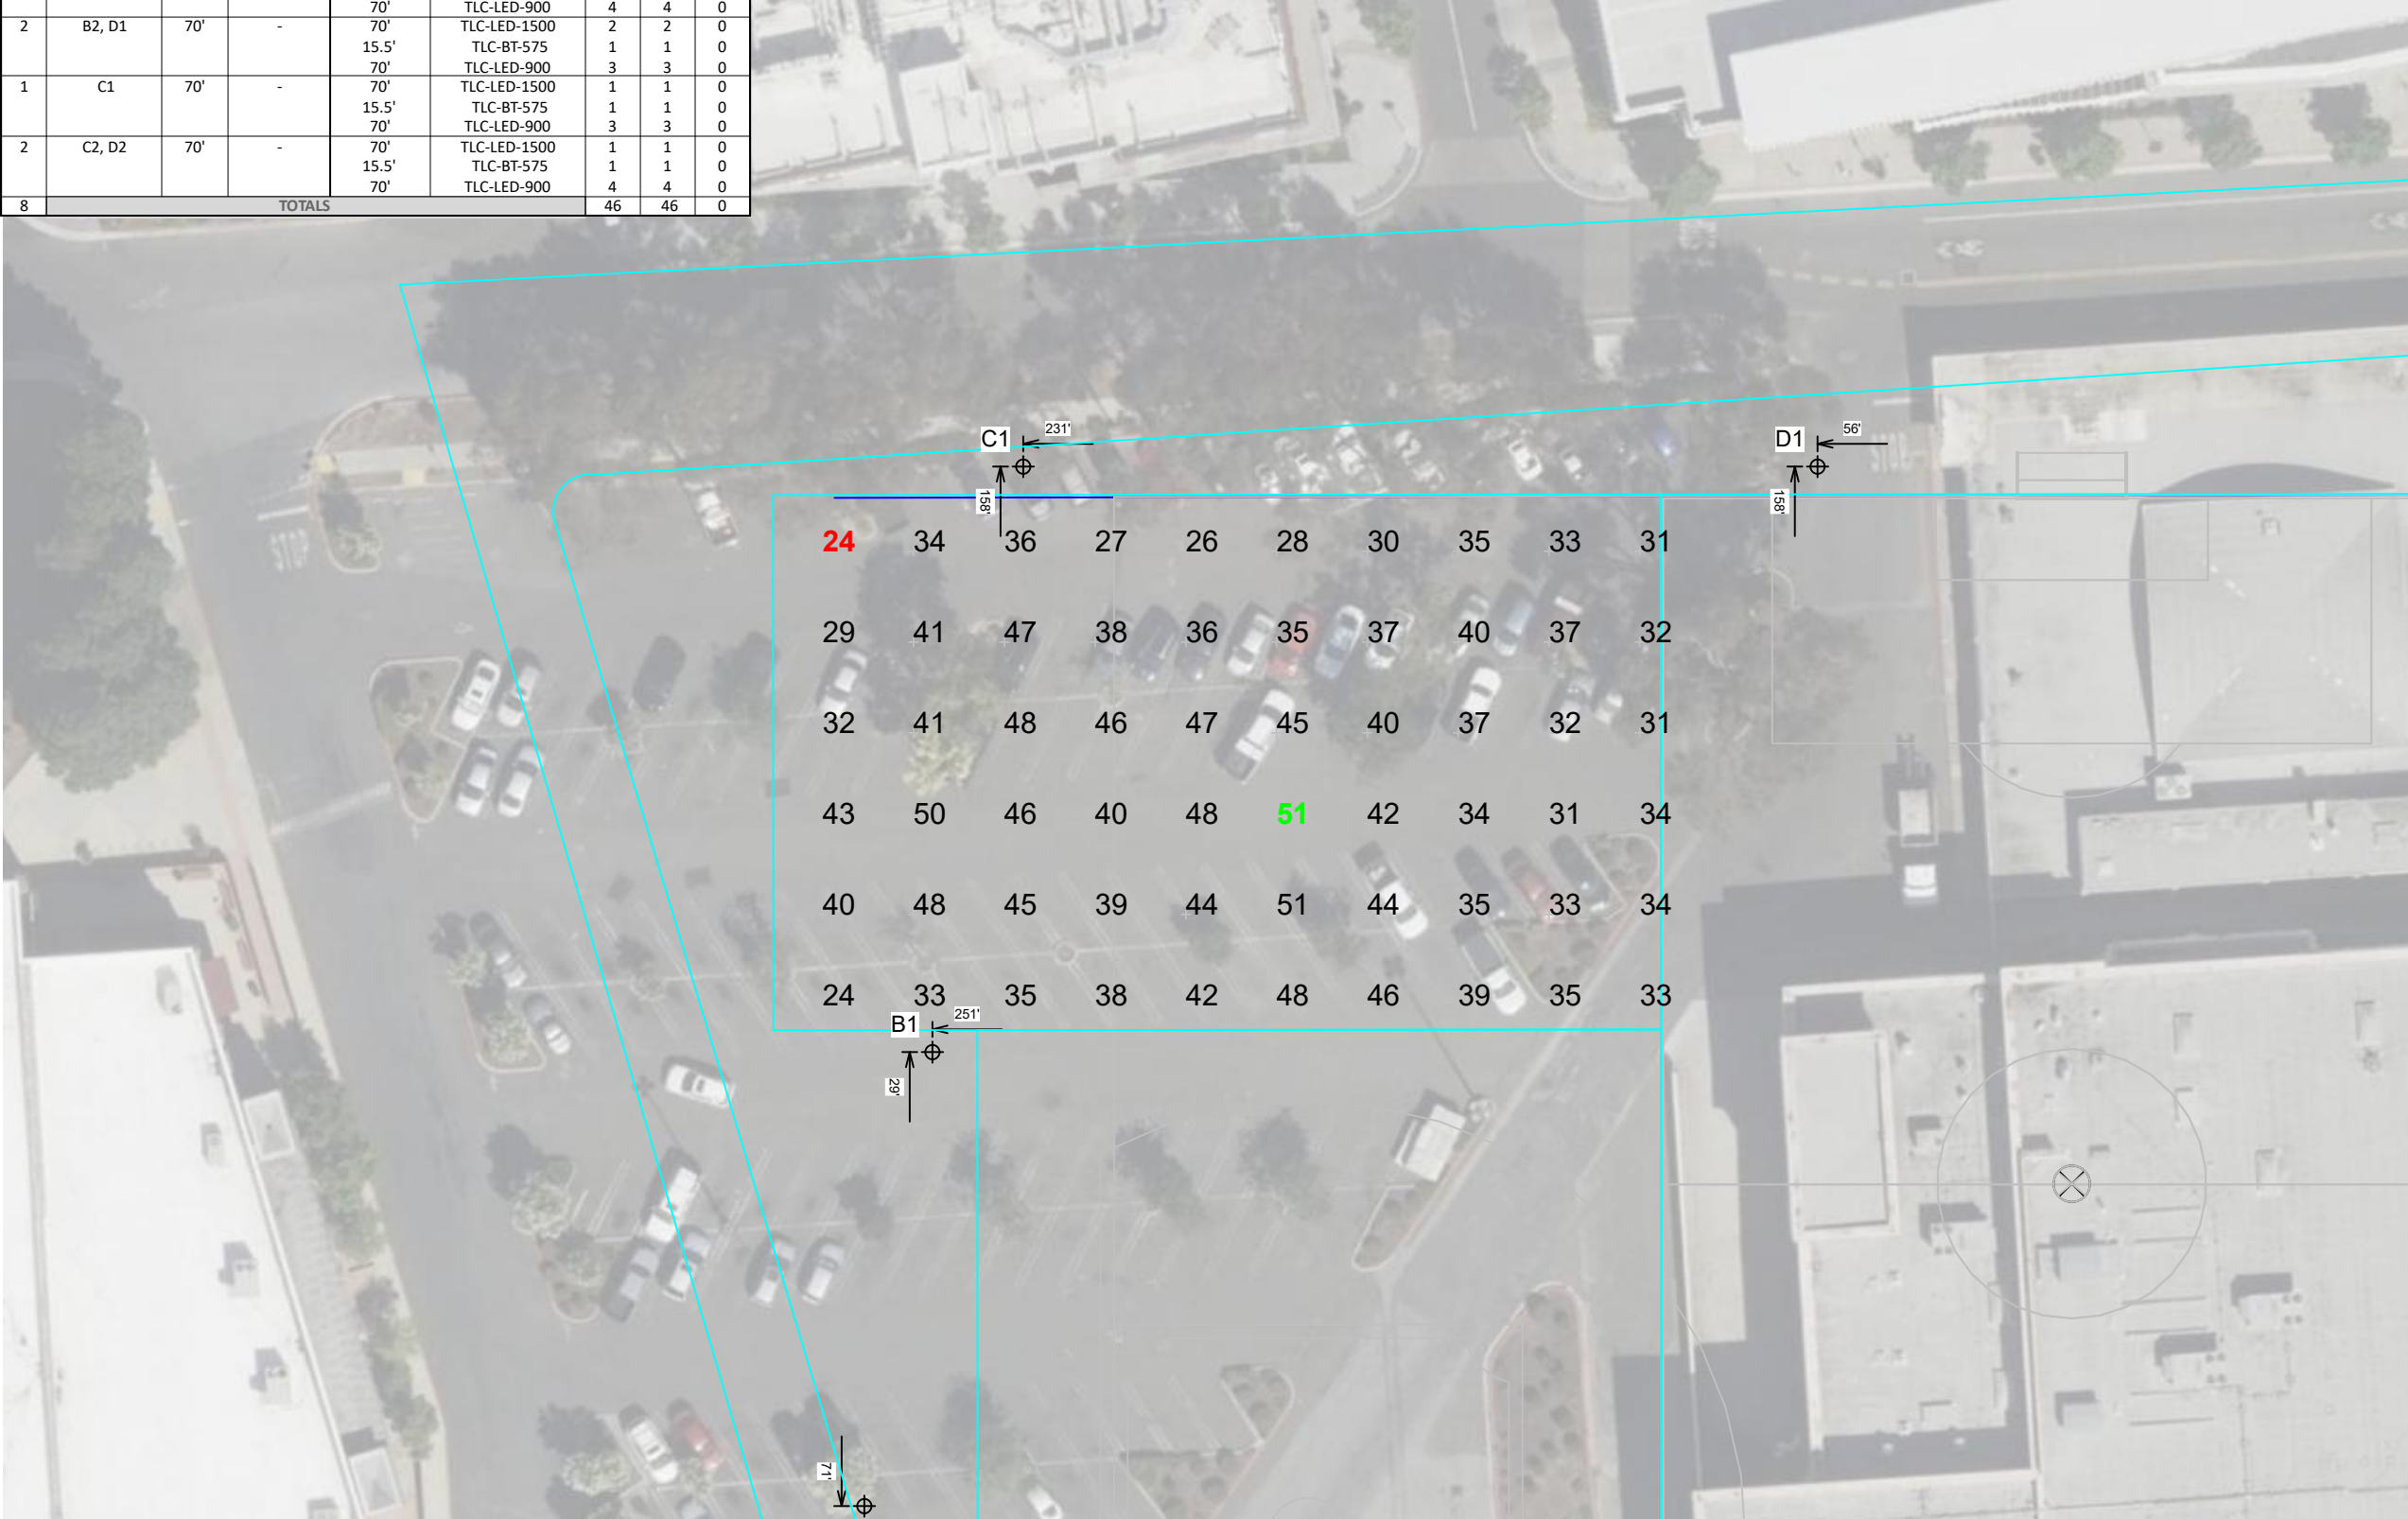 70' TLC-LED-900 4 4 0
2 B2, D1 70' - 70' TLC-LED-1500 2 2 0
15.5' TLC-BT-575 1 1 0
70' TLC-LED-900 3 3 0
1 C1 70' - 70' TLC-LED-1500 1 1 0
15.5' TLC-BT-575 1 1 0
70' TLC-LED-900 3 3 0
2 C2, D2 70' - 70' TLC-LED-1500 1 1 0
15.5' TLC-BT-575 1 1 0
70' TLC-LED-900 4 4 0
8 TOTALS 46 46 0
C1 231'
158'
D1 56'
158'
24 34 36 27 26 28 30 35 33 31
29 41 47 38 36 35 37 40 37 32
32 41 48 46 47 45 40 37 32 31
43 50 46 40 48 51 42 34 31 34
40 48 45 39 44 51 44 35 33 34
24 33 35 38 42 48 46 39 35 33
B1 251'
29'
71'